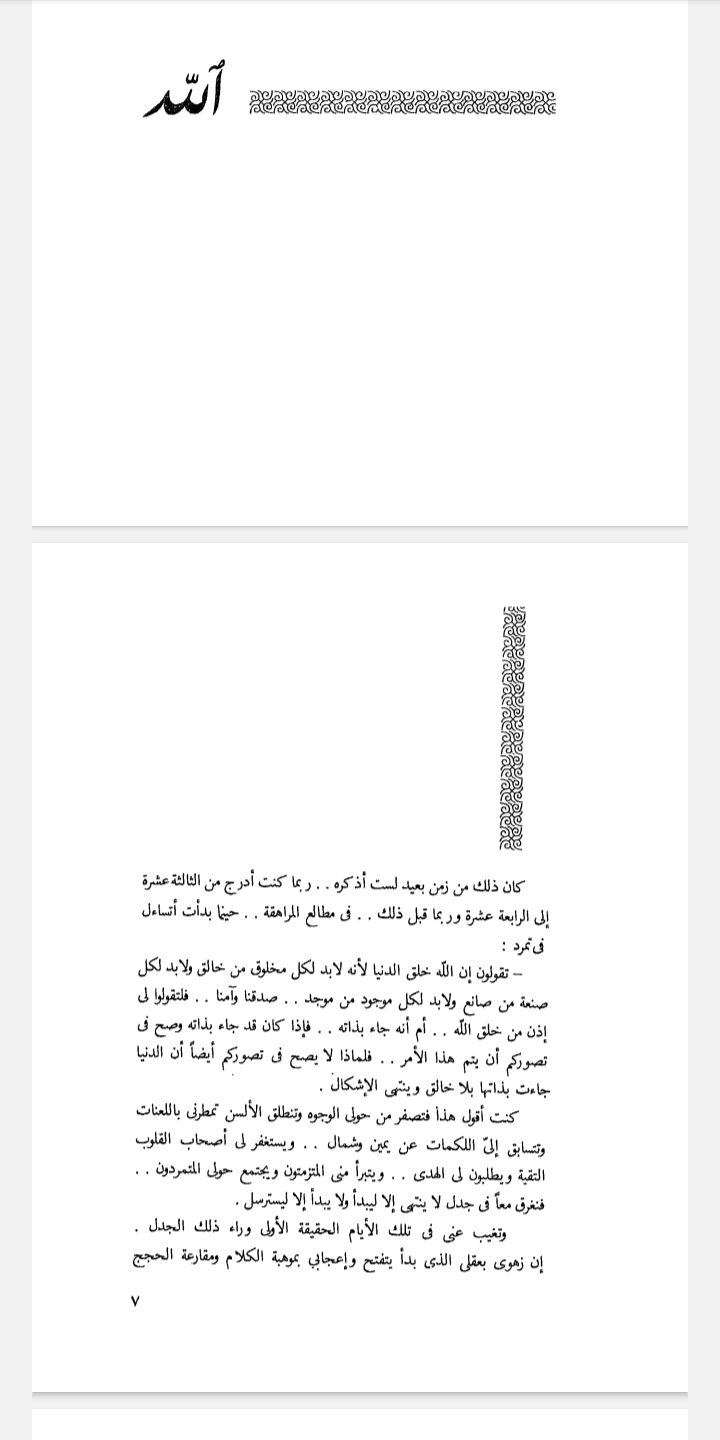 الله
كان ذلك من زمن بعيد لست أذكره . . ربما كنت أدرج من الثالثة عشرة
إلى الرابعة عشرة وربما قبل ذلك . . فى مطالع المراهقة . . حينما بدأت أتساءل
فى تمرد :
– تقولون إن الله خلق الدنيا لأنه لابد لكل مخلوق من خالق ولابد لكل
صنعة من صانع ولابد لكل موجود من موجد . . صدقنا وآمنا . . فلتقولوا لى
إذن من خلق الله . . أم أنه جاء بذاته . . فإذا كان قد جاء بذاته وصح فى
تصوركم أن يتم هذا الأمر . . فلماذا لا يصح فى تصوركم أيضاً أن الدنيا
جاءت بذاتها بلا خالق وينتهى الإشكال .
كنت أقول هذا فتصفر من حولى الوجوه وتنطلق الألسن تمطرنى باللعنات
وتتسابق إلىّ اللكمات عن يمين وشمال . . ويستغفر لى أصحاب القلوب
التقية ويطلبون لى الهدى . . ويتبرأ منى المتزمتون ويجتمع حولى المتمردون . .
فنغرق معاً فى جدل لا ينتهى إلا ليبدأ ولا يبدأ إلا ليسترسل .
وتغيب عنى فى تلك الأيام الحقيقة الأولى وراء ذلك الجدل .
إن زهوى بعقلى الذى بدأ يتفتح وإعجابي بموهبة الكلام ومقارعة الحجج
٧